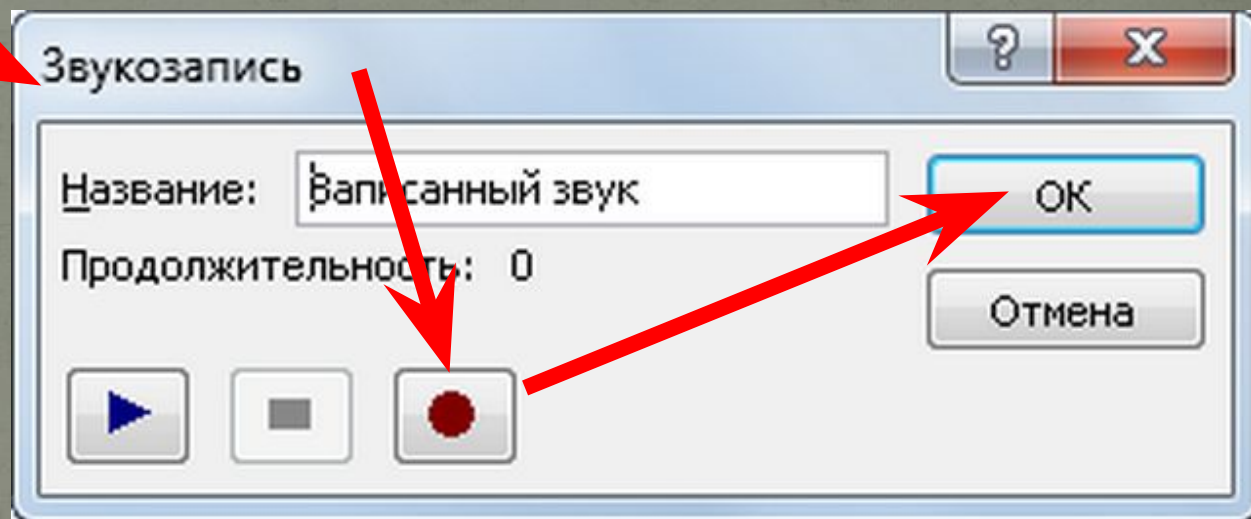 Звукозапись
Название: Записанный звук
ОК
Продолжительность: 0
Отмена